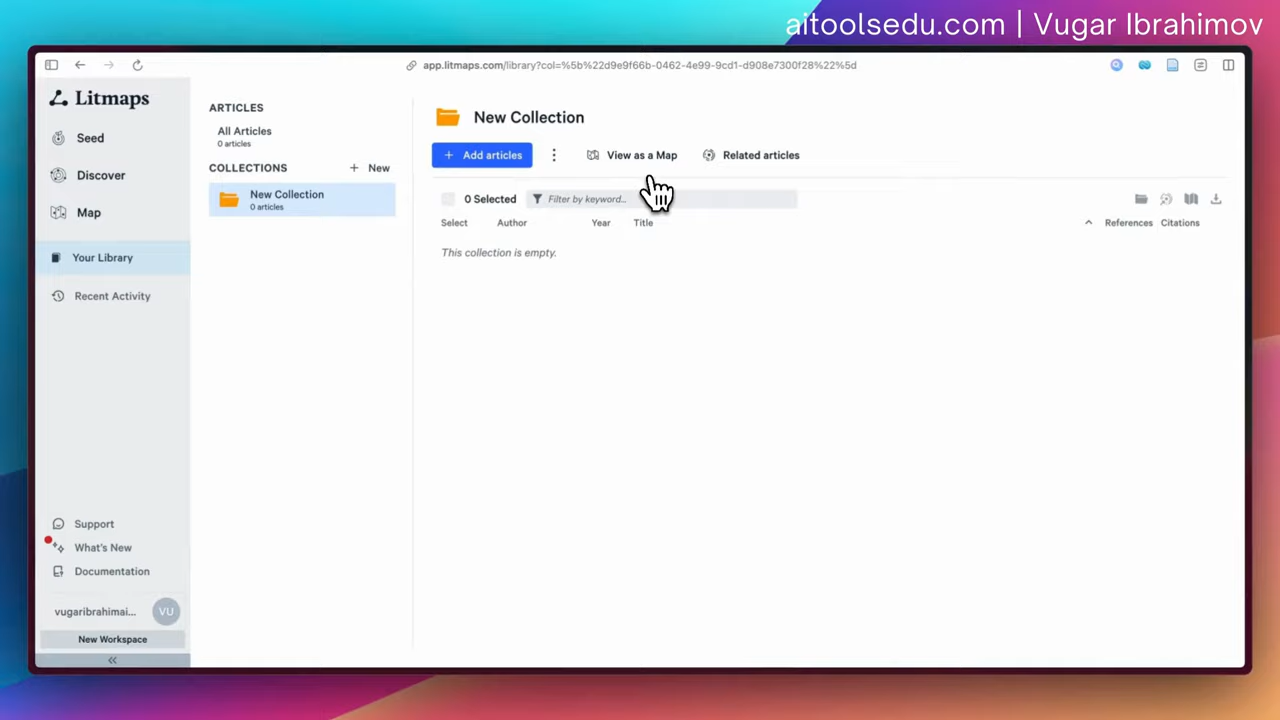 aitoolsedu.com | Vugar Ibrahimov
app.litmaps.com/library?col=%5b%22d9e9f66b-0462-4e99-9cd1-d908e7300f28%22%5d
Litmaps
Seed
Discover
Map
Your Library
Recent Activity
Support
What's New
Documentation
vugaribrahimai...
VU
New Workspace
ARTICLES
All Articles
0 articles
COLLECTIONS
+ New
New Collection
0 articles
New Collection
+ Add articles
View as a Map
Related articles
0 Selected
Filter by keyword...
Select Author Year Title References Citations
This collection is empty.